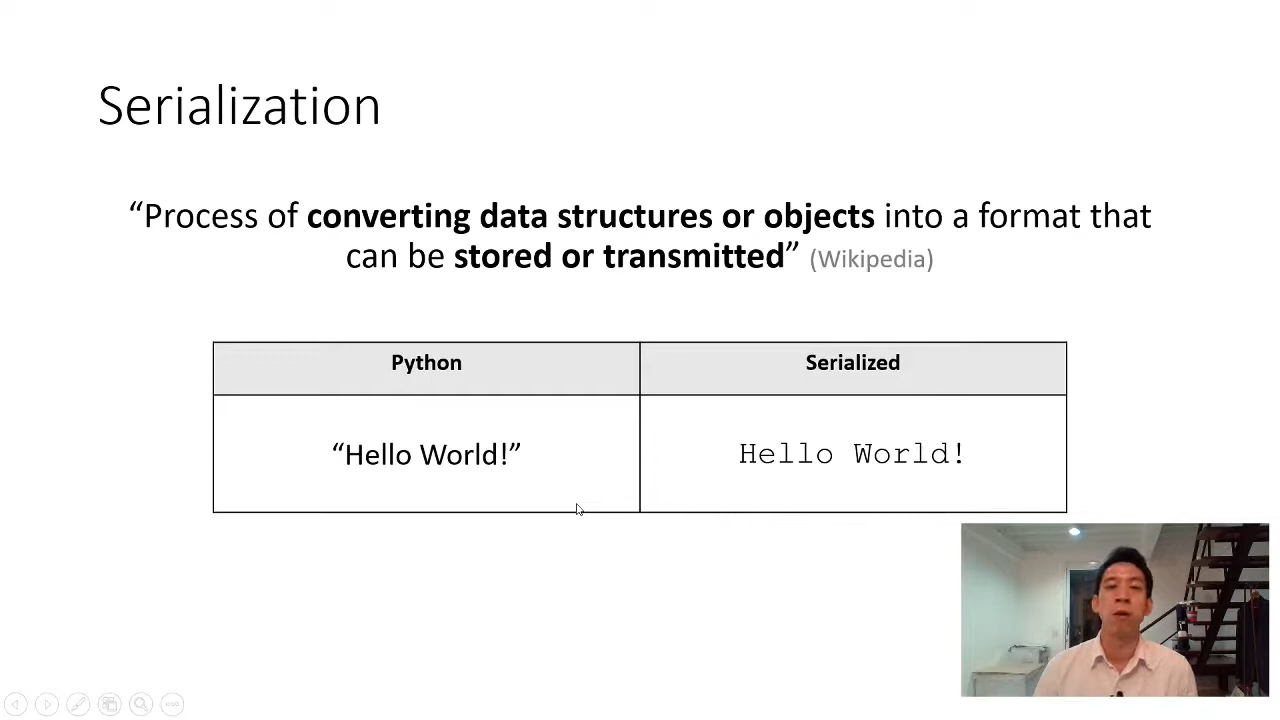 Serialization
“Process of converting data structures or objects into a format that
can be stored or transmitted” (Wikipedia)
Python Serialized
“Hello World!” Hello World!